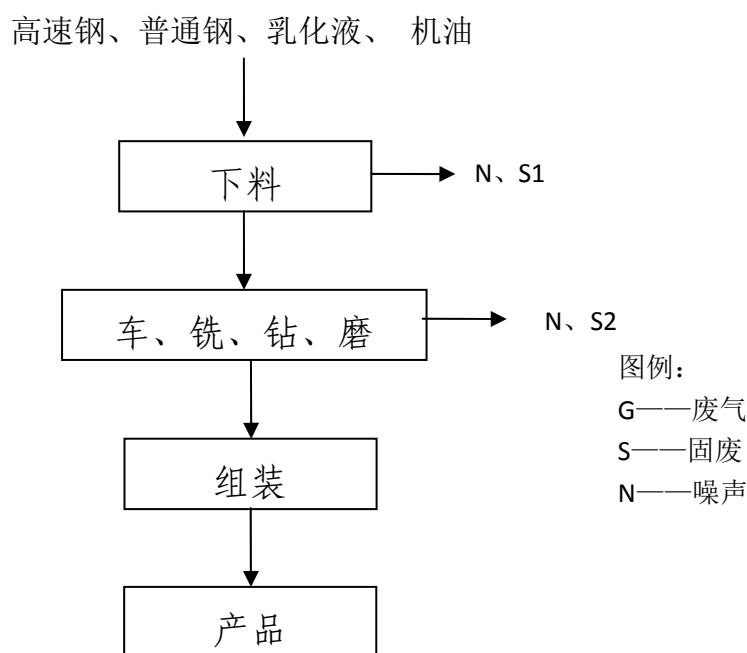 高速钢、普通钢、乳化液、 机油
下料
N、S1
车、铣、钻、磨
N、S2
图例：
G——废气
S——固废
N——噪声
组装
产品